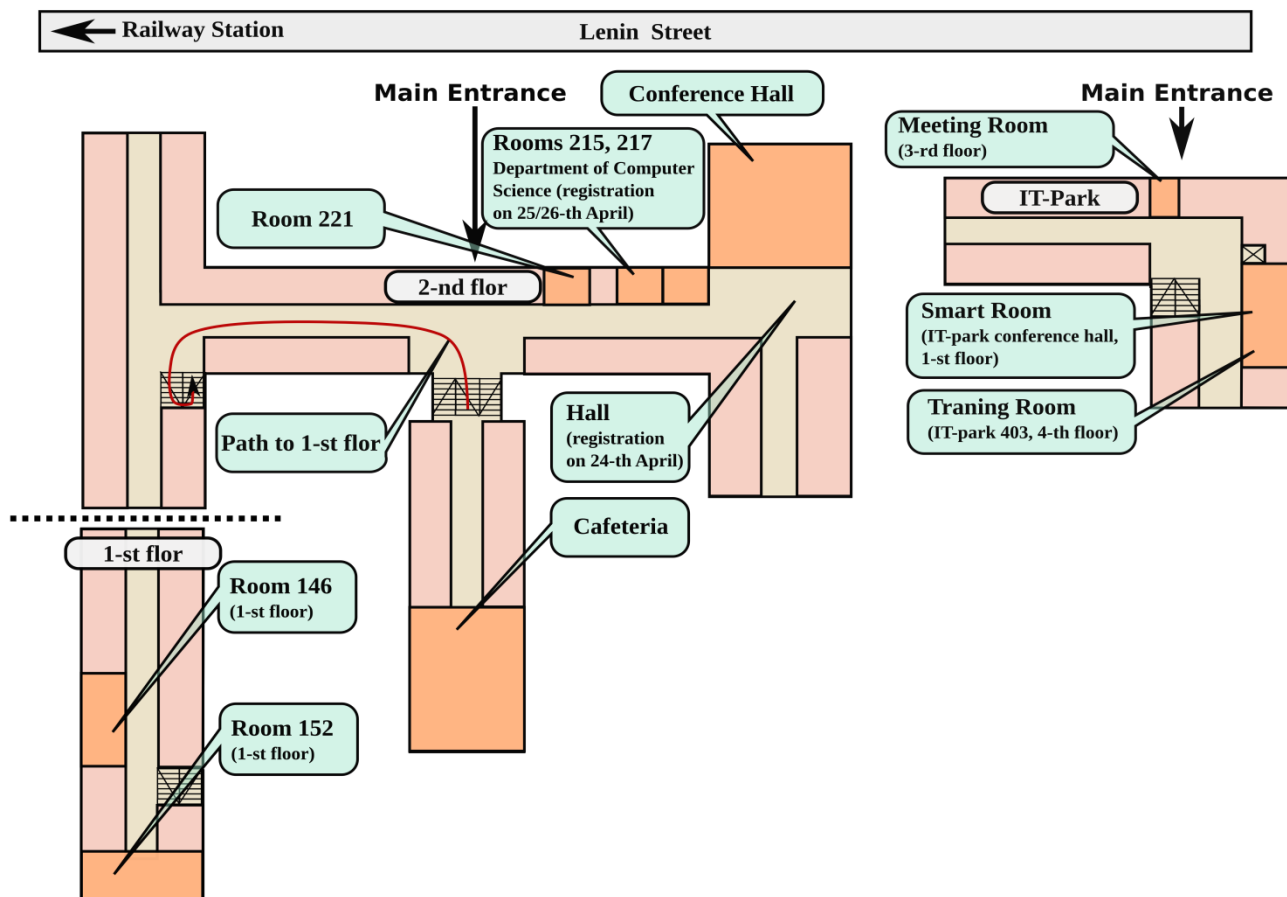 Railway Station
Lenin Street
Main Entrance
Conference Hall
Main Entrance
Meeting Room
(3-rd floor)
Rooms 215, 217
Department of Computer
Science (registration
on 25/26-th April)
Room 221
IT-Park
2-nd flor
Smart Room
(IT-park conference hall,
1-st floor)
Traning Room
(IT-park 403, 4-th floor)
Hall
(registration
on 24-th April)
Path to 1-st flor
Cafeteria
1-st flor
Room 146
(1-st floor)
Room 152
(1-st floor)